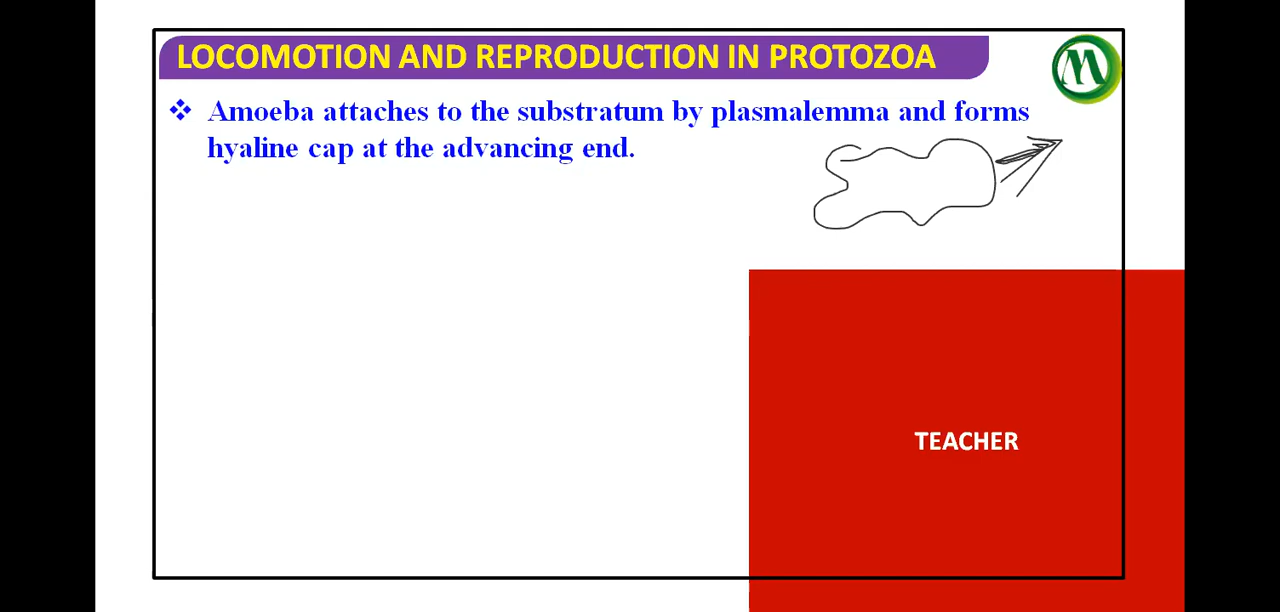 LOCOMOTION AND REPRODUCTION IN PROTOZOA
❖ Amoeba attaches to the substratum by plasmalemma and forms
hyaline cap at the advancing end.
TEACHER